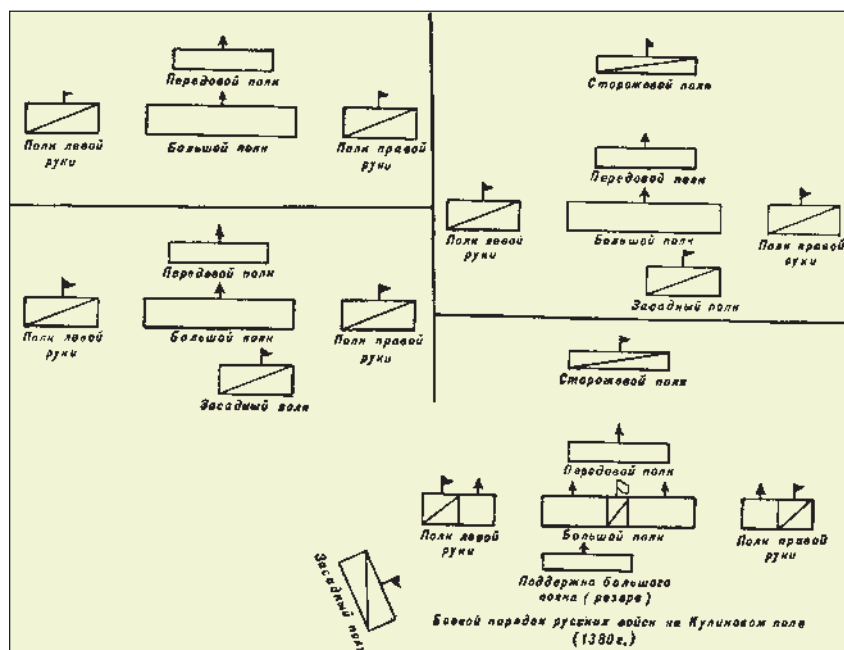 Передовой полк
Полк левой
руки
Большой полк
Полк правой
руки
Передовой полк
Полк левой
руки
Большой полк
Полк правой
руки
Засадный полк
Сторожевой полк
Передовой полк
Полк левой
руки
Большой полк
Полк правой
руки
Засадный полк
Сторожевой полк
Передовой полк
Полк левой
руки
Большой полк
Полк правой
руки
Поддержка большого
полка (резерв)
Засадный полк
Боевой порядок русских войск на Куликовом поле
(1380г.)